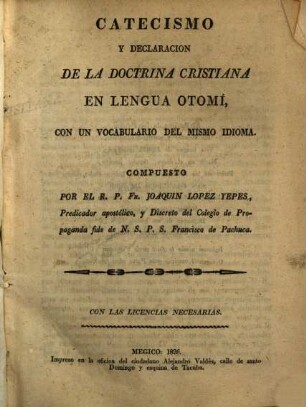 CATECISMO
Y DECLARACION
DE LA DOCTRINA CRISTIANA
EN LENGUA OTOMÍ,
CON UN VOCABULARIO DEL MISMO IDIOMA.
COMPUESTO
POR EL R. P. FR. JOAQUIN LOPEZ YEPES,
Predicador apostólico, y Discreto del Colegio de Pro-
paganda fide de N. S. P. S. Francisco de Pachuca.
CON LAS LICENCIAS NECESARIAS.
MEGICO: 1826.
Impreso en la oficina del ciudadano Alejandro Valdés, calle de santo
Domingo y esquina de Tacuba.